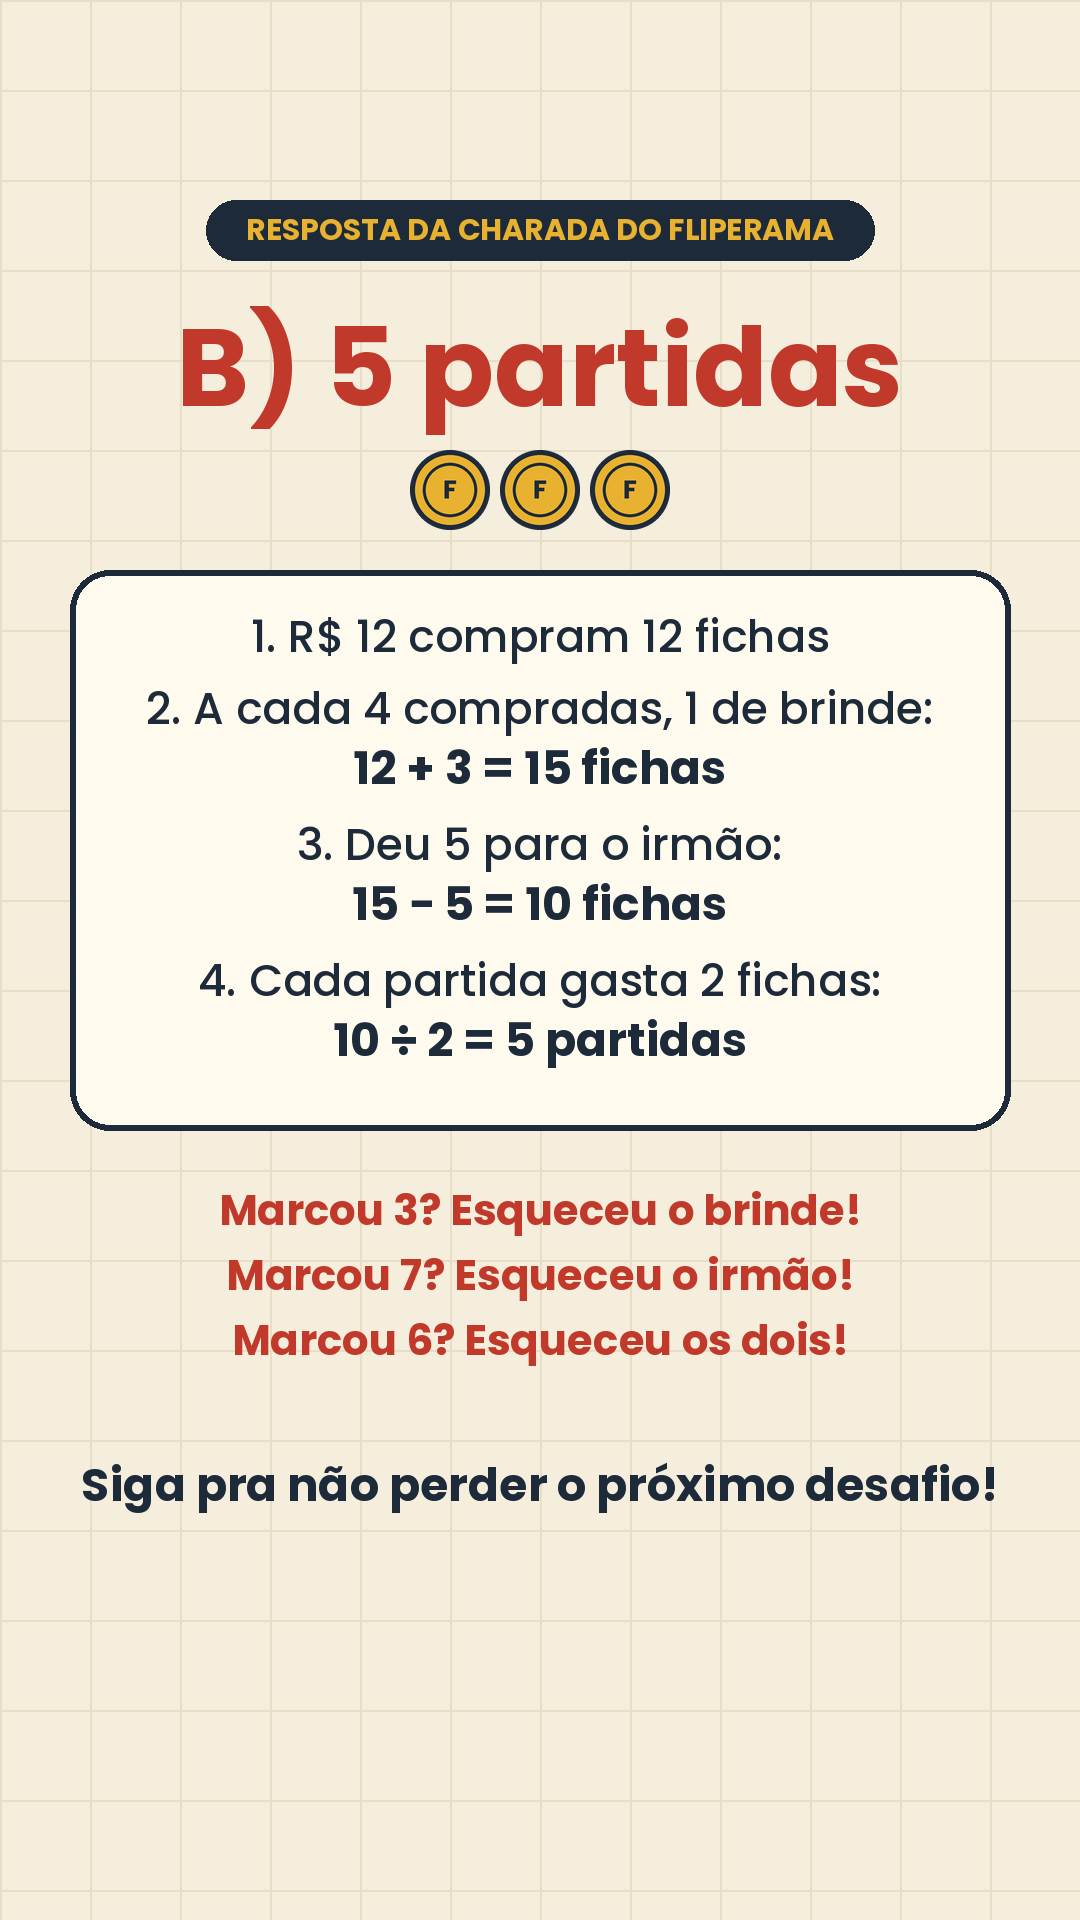 RESPOSTA DA CHARADA DO FLIPERAMA
B) 5 partidas
F F F
1. R$ 12 compram 12 fichas
2. A cada 4 compradas, 1 de brinde:
12 + 3 = 15 fichas
3. Deu 5 para o irmão:
15 - 5 = 10 fichas
4. Cada partida gasta 2 fichas:
10 ÷ 2 = 5 partidas
Marcou 3? Esqueceu o brinde!
Marcou 7? Esqueceu o irmão!
Marcou 6? Esqueceu os dois!
Siga pra não perder o próximo desafio!